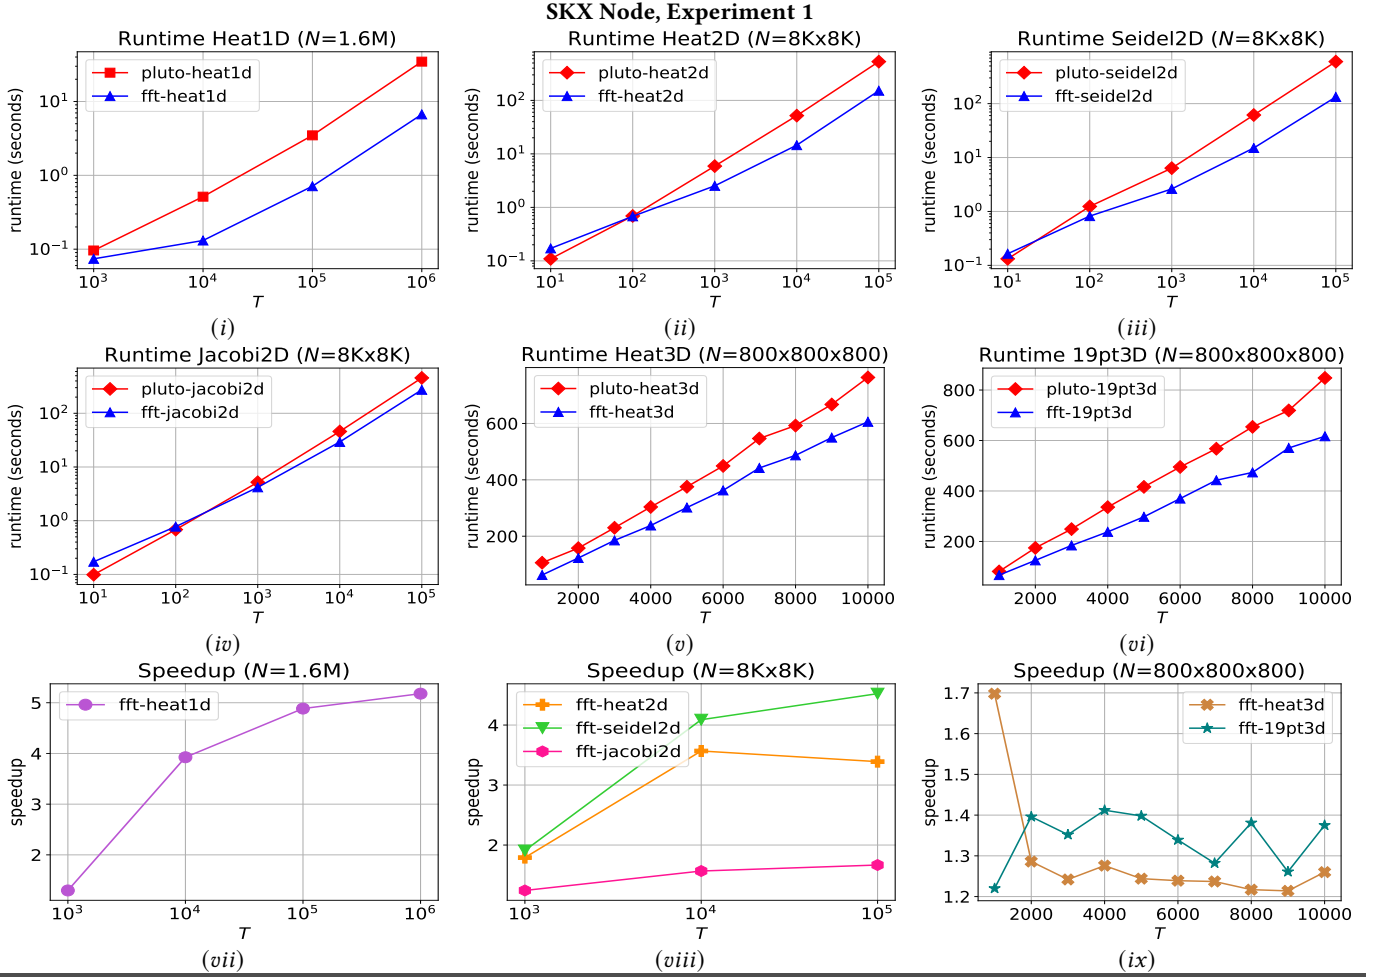 SKX Node, Experiment 1
Runtime Heat1D (N=1.6M)
pluto-heat1d
fft-heat1d
runtime (seconds)
10¹
10⁰
10⁻¹
10³ 10⁴ 10⁵ 10⁶
T
(i)
Runtime Heat2D (N=8Kx8K)
pluto-heat2d
fft-heat2d
runtime (seconds)
10²
10¹
10⁰
10⁻¹
10¹ 10² 10³ 10⁴ 10⁵
T
(ii)
Runtime Seidel2D (N=8Kx8K)
pluto-seidel2d
fft-seidel2d
runtime (seconds)
10²
10¹
10⁰
10⁻¹
10¹ 10² 10³ 10⁴ 10⁵
T
(iii)
Runtime Jacobi2D (N=8KxK)
pluto-jacobi2d
fft-jacobi2d
runtime (seconds)
10²
10¹
10⁰
10⁻¹
10¹ 10² 10³ 10⁴ 10⁵
T
(iv)
Runtime Heat3D (N=800x800x800)
pluto-heat3d
fft-heat3d
runtime (seconds)
600
400
200
2000 4000 6000 8000 10000
T
(v)
Runtime 19pt3D (N=800x800x800)
pluto-19pt3d
fft-19pt3d
runtime (seconds)
800
600
400
200
2000 4000 6000 8000 10000
T
(vi)
Speedup (N=1.6M)
fft-heat1d
speedup
5
4
3
2
10³ 10⁴ 10⁵ 10⁶
T
(vii)
Speedup (N=8Kx8K)
fft-heat2d
fft-seidel2d
fft-jacobi2d
speedup
4
3
2
10³ 10⁴ 10⁵
T
(viii)
Speedup (N=800x800x800)
fft-heat3d
fft-19pt3d
speedup
1.7
1.6
1.5
1.4
1.3
1.2
2000 4000 6000 8000 10000
T
(ix)